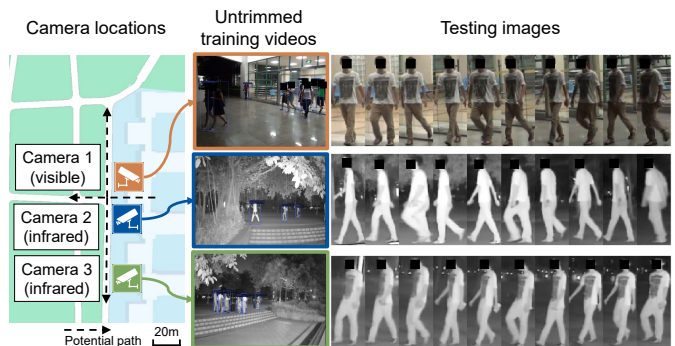 Camera locations
Untrimmed
training videos
Testing images
Camera 1
(visible)
Camera 2
(infrared)
Camera 3
(infrared)
Potential path
20m